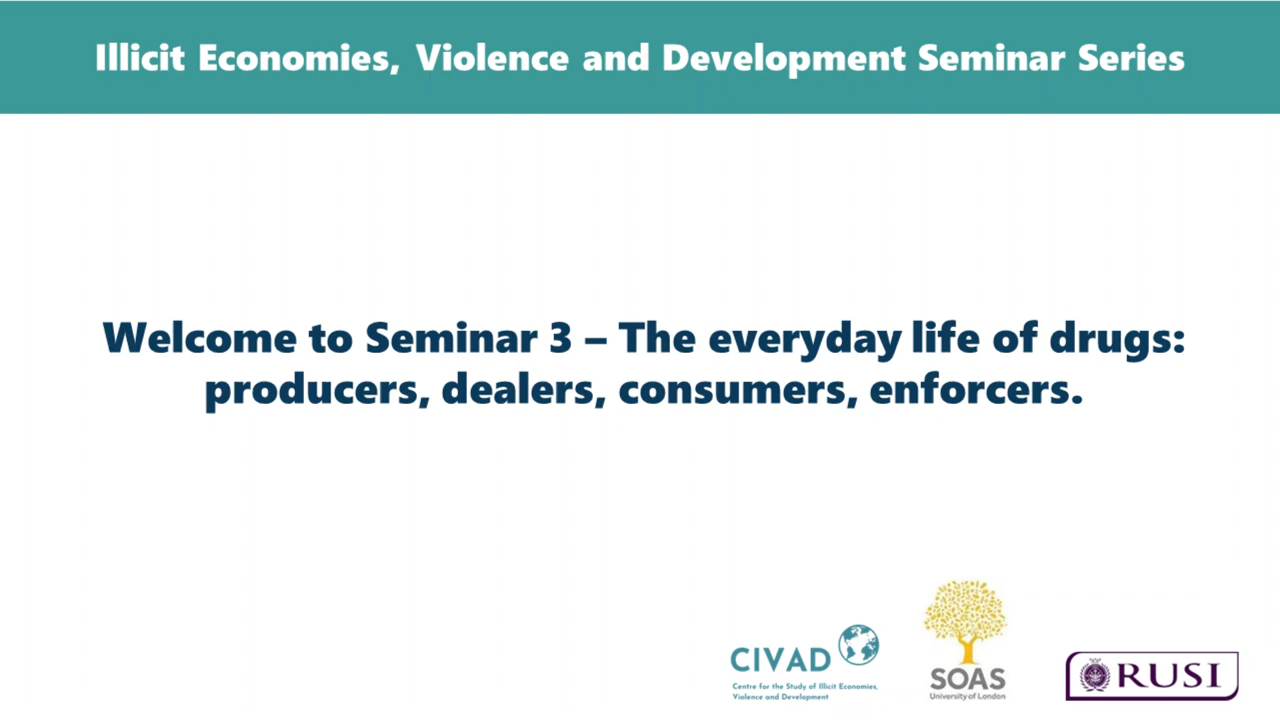 Illicit Economies, Violence and Development Seminar Series
Welcome to Seminar 3 – The everyday life of drugs:
producers, dealers, consumers, enforcers.
CIVAD
Centre for the Study of Illicit Economies,
Violence and Development
SOAS
University of London
RUSI